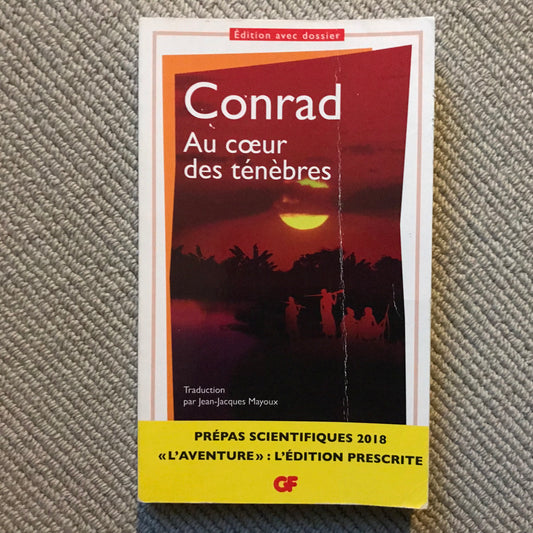 Édition avec dossier
Conrad
Au cœur
des ténèbres
Traduction
par Jean-Jacques Mayoux
PRÉPAS SCIENTIFIQUES 2018
«L'AVENTURE» : L'ÉDITION PRESCRITE
GF